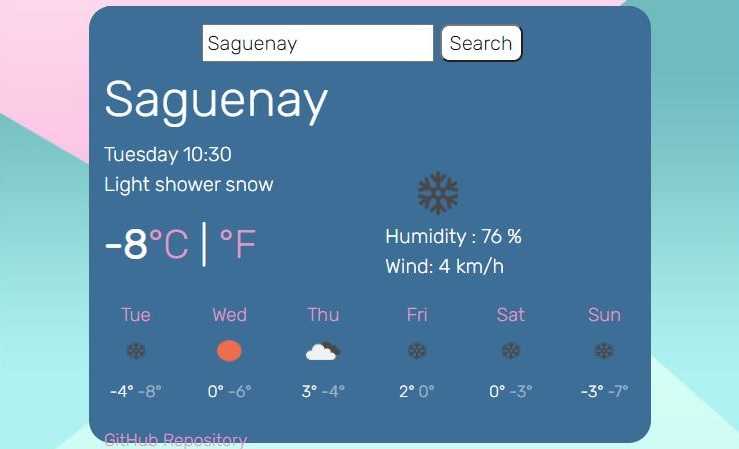 Saguenay Search
Saguenay
Tuesday 10:30
Light shower snow
-8°C | °F
Humidity : 76 %
Wind: 4 km/h
Tue Wed Thu Fri Sat Sun
-4° -8° 0° -6° 3° -4° 2° 0° 0° -3° -3° -7°
GitHub Repository